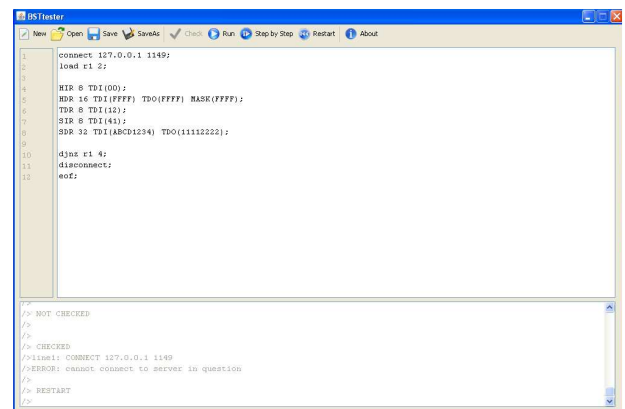 BSTtester
New Open Save SaveAs Check Run Step by Step Restart About
1 connect 127.0.0.1 1149;
2 load r1 2;
3
4 HIR 8 TDI(00);
5 HDR 16 TDI(FFFF) TDO(FFFF) MASK(FFFF);
6 TDR 8 TDI(12);
7 SIR 8 TDI(41);
8 SDR 32 TDI(ABCD1234) TDO(11112222);
9
10 djnz r1 4;
11 disconnect;
12 eof;
/>
/> NOT CHECKED
/>
/>
/> CHECKED
/>line1: CONNECT 127.0.0.1 1149
/>ERROR: cannot connect to server in question
/>
/> RESTART
/>